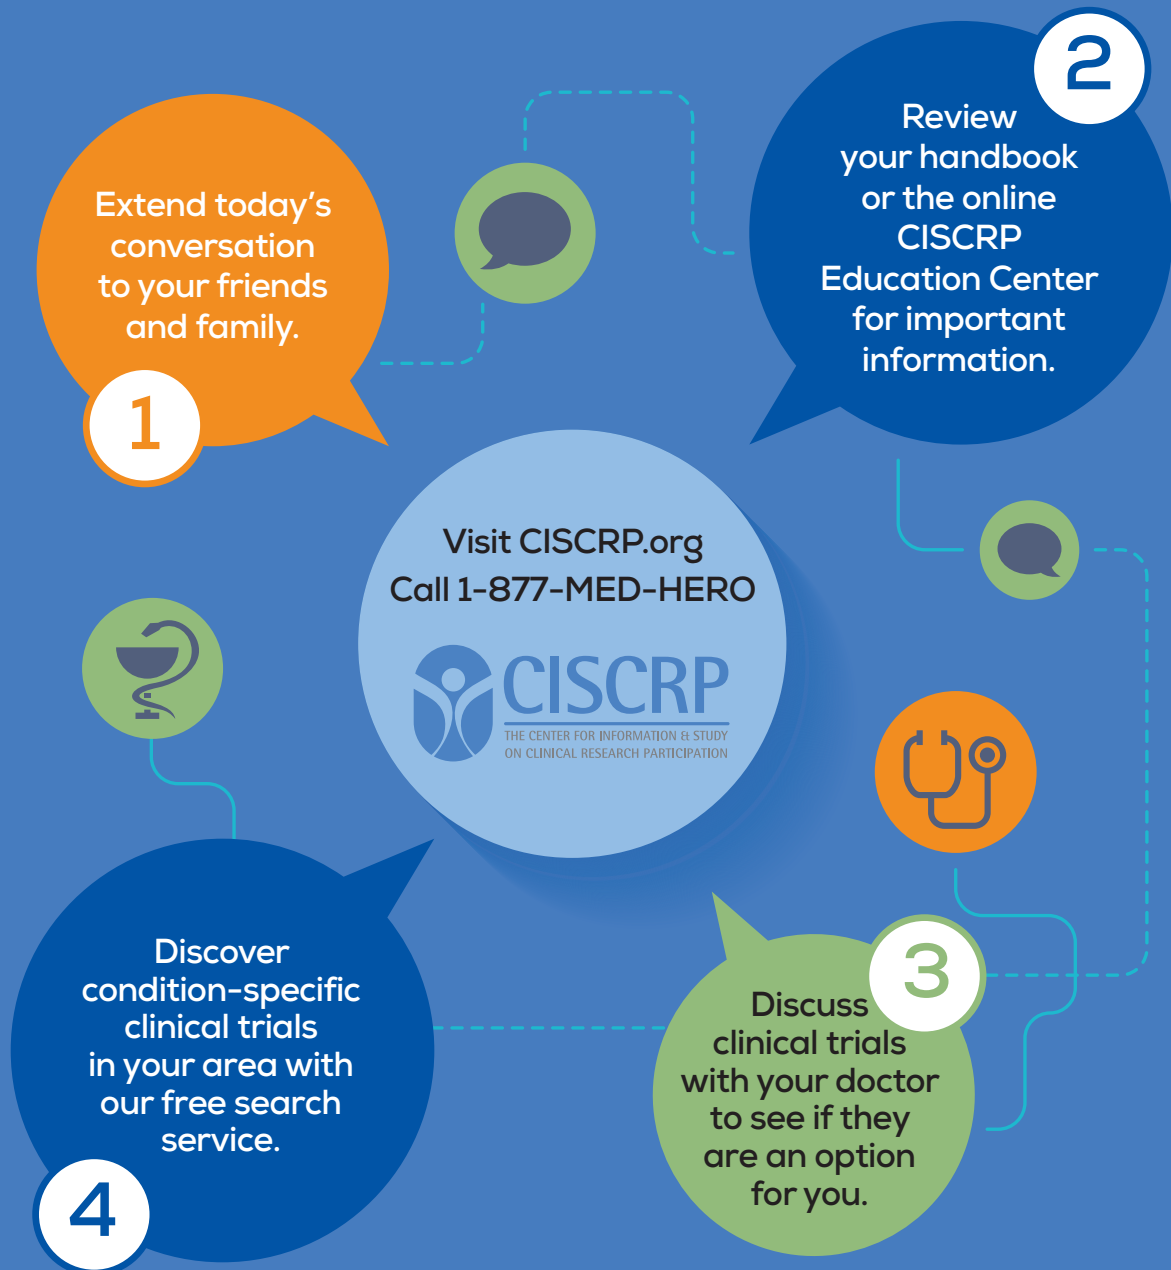 Extend today's
conversation
to your friends
and family.
1
2
Review
your handbook
or the online
CISCRP
Education Center
for important
information.
Visit CISCRP.org
Call 1-877-MED-HERO
CISCRP
THE CENTER FOR INFORMATION & STUDY
ON CLINICAL RESEARCH PARTICIPATION
3
Discuss
clinical trials
with your doctor
to see if they
are an option
for you.
Discover
condition-specific
clinical trials
in your area with
our free search
service.
4